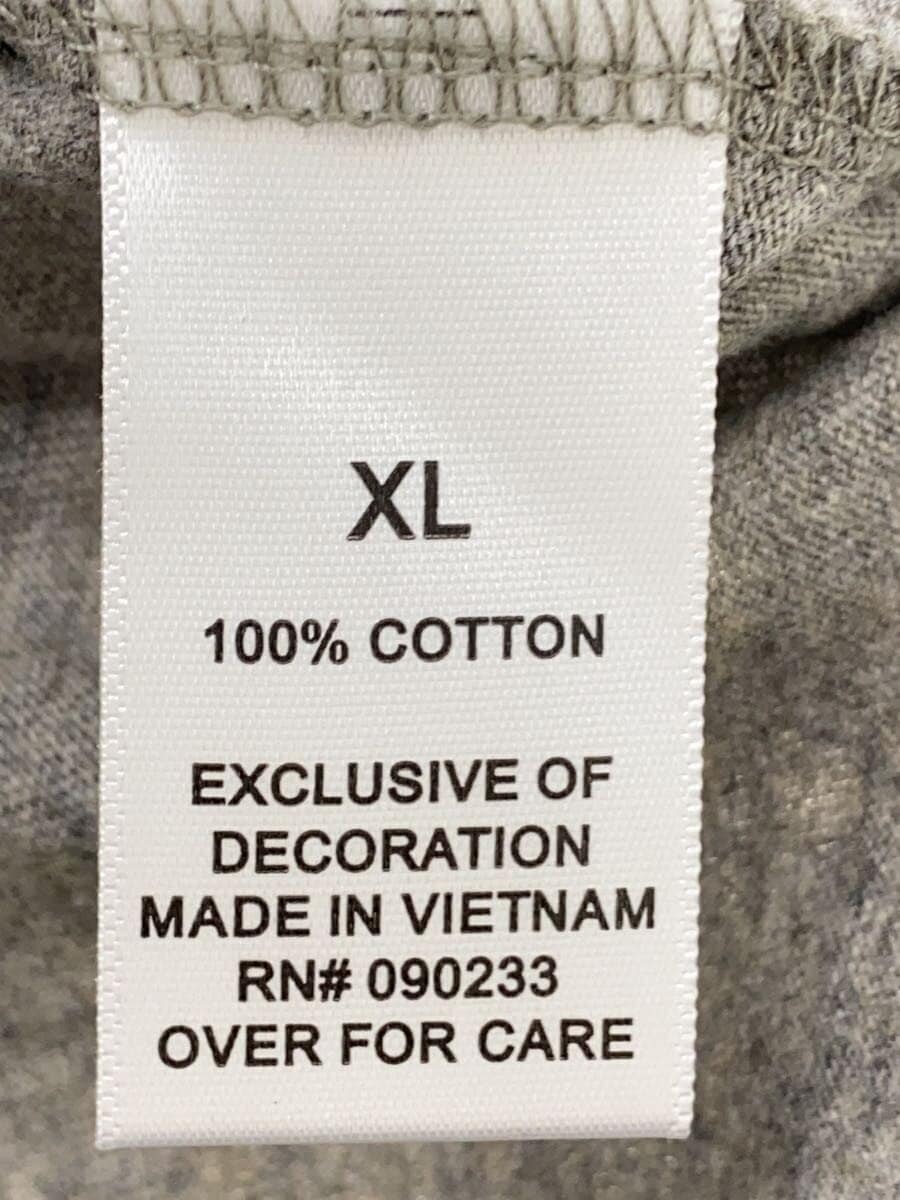 XL
100% COTTON
EXCLUSIVE OF
DECORATION
MADE IN VIETNAM
RN# 090233
OVER FOR CARE